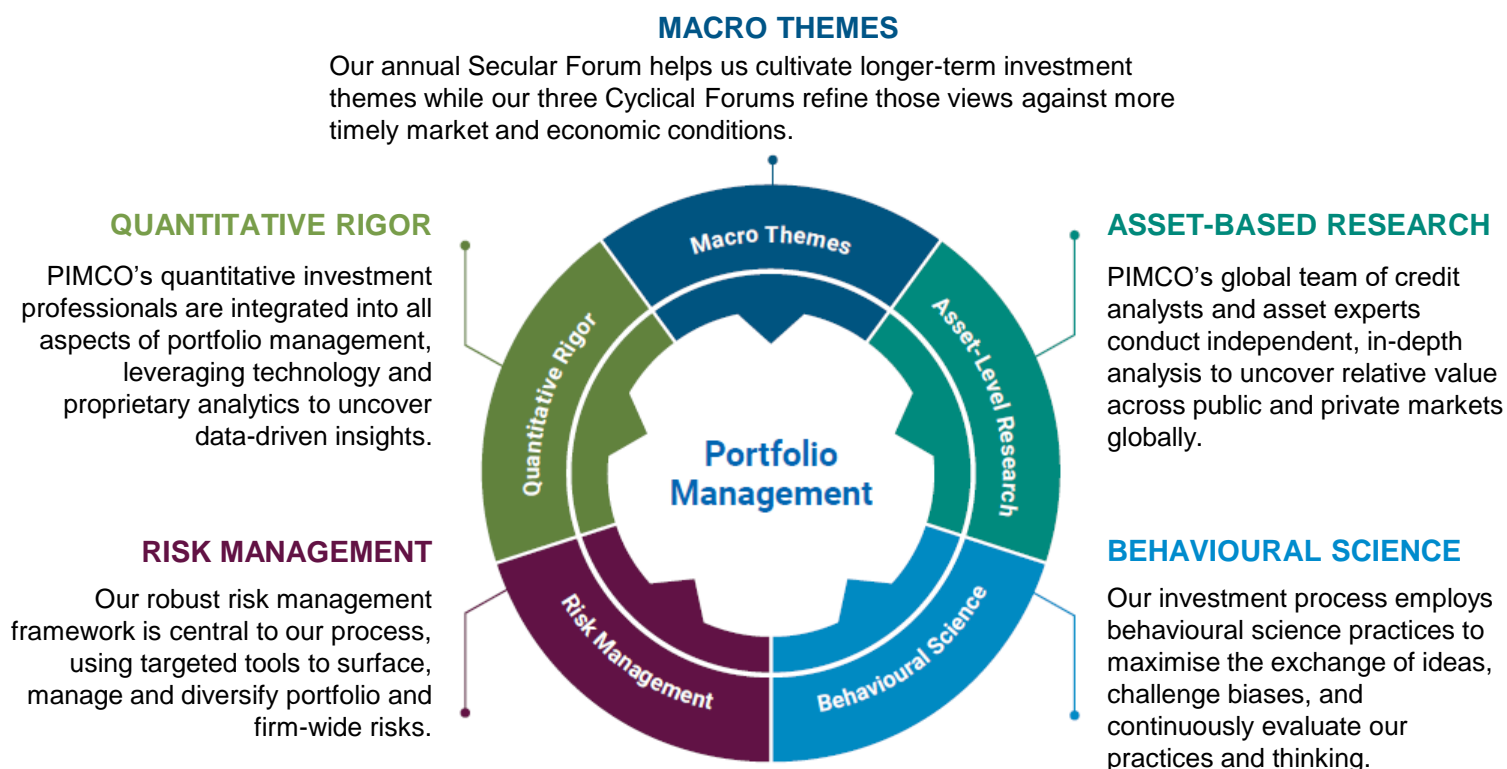 MACRO THEMES
Our annual Secular Forum helps us cultivate longer-term investment
themes while our three Cyclical Forums refine those views against more
timely market and economic conditions.
QUANTITATIVE RIGOR
PIMCO’s quantitative investment
professionals are integrated into all
aspects of portfolio management,
leveraging technology and
proprietary analytics to uncover
data-driven insights.
RISK MANAGEMENT
Our robust risk management
framework is central to our process,
using targeted tools to surface,
manage and diversify portfolio and
firm-wide risks.
Macro Themes
Quantitative Rigor
Asset-Level Research
Portfolio
Management
Risk Management
Behavioural Science
ASSET-BASED RESEARCH
PIMCO’s global team of credit
analysts and asset experts
conduct independent, in-depth
analysis to uncover relative value
across public and private markets
globally.
BEHAVIOURAL SCIENCE
Our investment process employs
behavioural science practices to
maximise the exchange of ideas,
challenge biases, and
continuously evaluate our
practices and thinking.